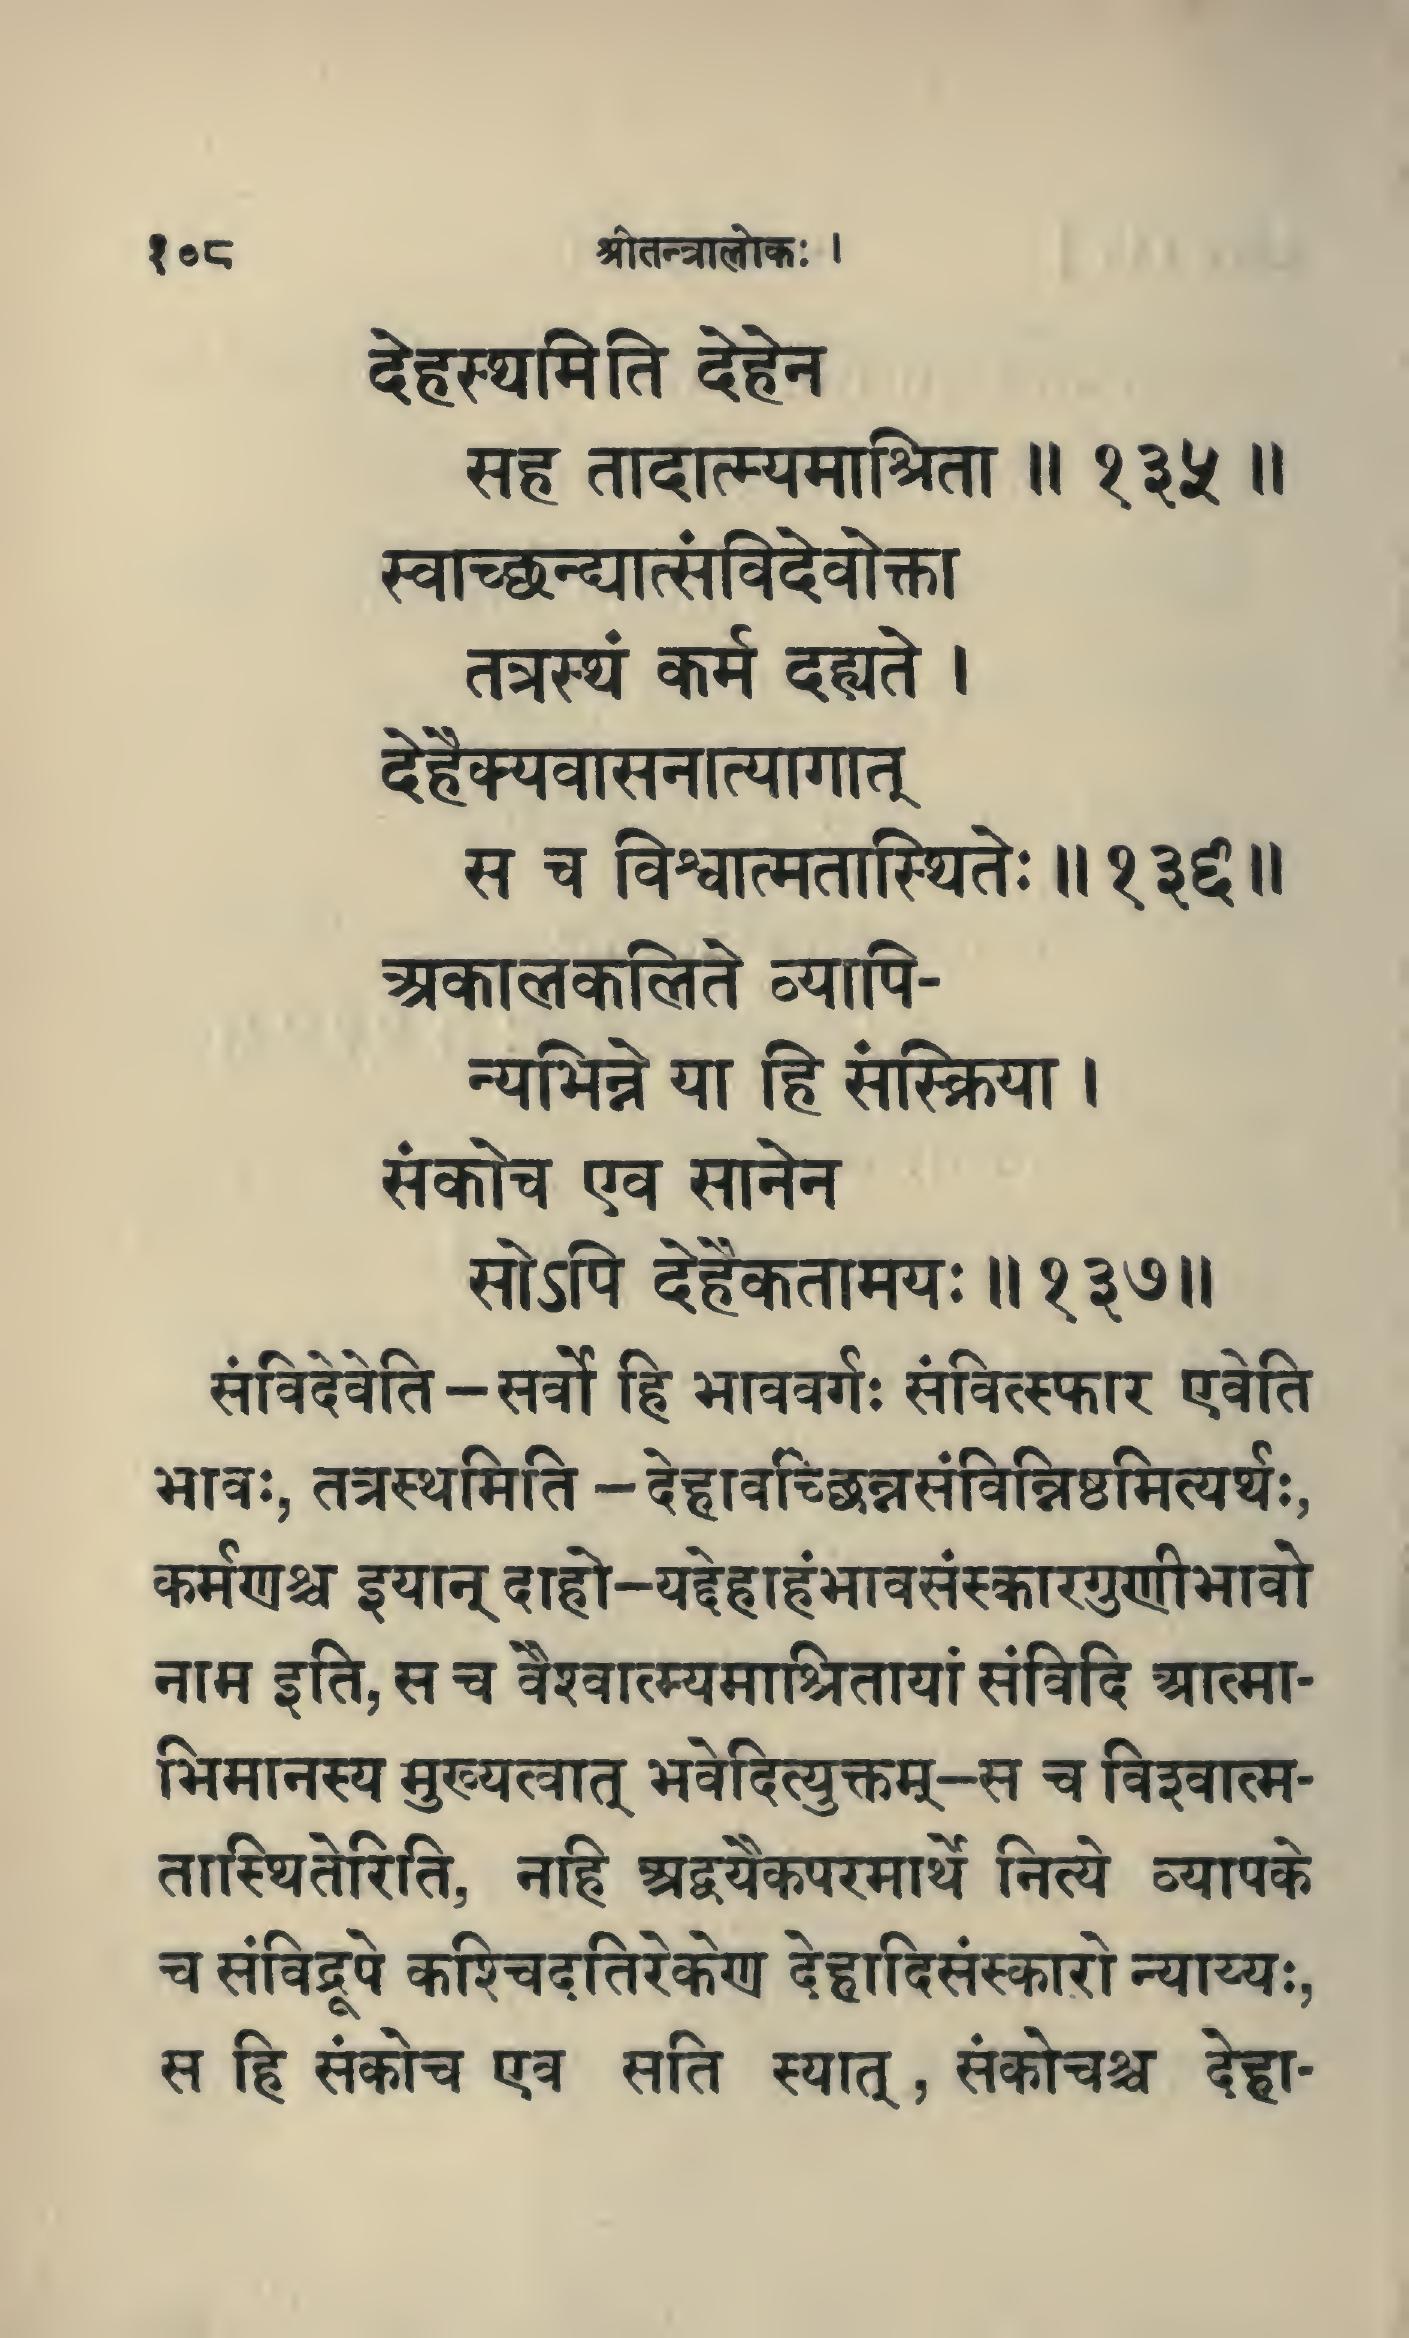 १०८ श्रीतन्त्रालोकः ।
देहस्थमिति देहेन
सह तादात्म्यमाश्रिता ॥ १३५ ॥
स्वाच्छन्द्यात्संविदेवोक्ता
तत्रस्थं कर्म दह्यते ।
देहैक्यवासनात्यागात्
स च विश्वात्मतास्थितेः ॥ १३६ ॥
अकालकलिते व्यापि-
न्यभिन्ने या हि संस्क्रिया ।
संकोच एव सानेन
सोऽपि देहैकतामयः ॥ १३७ ॥
संविदेवेति – सर्वो हि भाववर्गः संवित्स्फार एवेति
भावः, तत्रस्थमिति – देहावच्छिन्नसंविन्निष्ठमित्यर्थः,
कर्मणश्च इयान् दाहो–यद्देहाहंभावसंस्कारगुणीभावो
नाम इति, स च वैश्वात्म्यमाश्रितायां संविदि आत्मा-
भिमानस्य मुख्यत्वात् भवेदित्युक्तम्–स च विश्वात्म-
तास्थितेरिति, नहि अद्वयैकपरमार्थे नित्ये व्यापके
च संविद्रूपे कश्चिदतिरेकेण देहादिसंस्कारो न्याय्यः,
स हि संकोच एव सति स्यात् , संकोचश्च देहा-